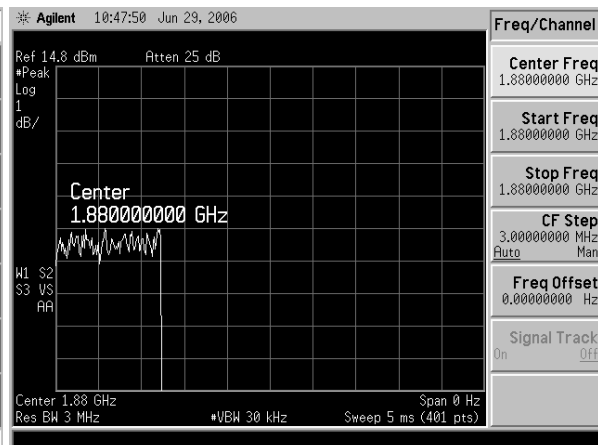 Agilent 10:47:50 Jun 29, 2006
Ref 14.8 dBm Atten 25 dB
#Peak
Log
1
dB/
Center
1.880000000 GHz
W1 S2
S3 VS
AA
Center 1.88 GHz Span 0 Hz
Res BW 3 MHz #VBW 30 kHz Sweep 5 ms (401 pts)
Freq/Channel
Center Freq
1.88000000 GHz
Start Freq
1.88000000 GHz
Stop Freq
1.88000000 GHz
CF Step
3.00000000 MHz
Auto Man
Freq Offset
0.00000000 Hz
Signal Track
On Off